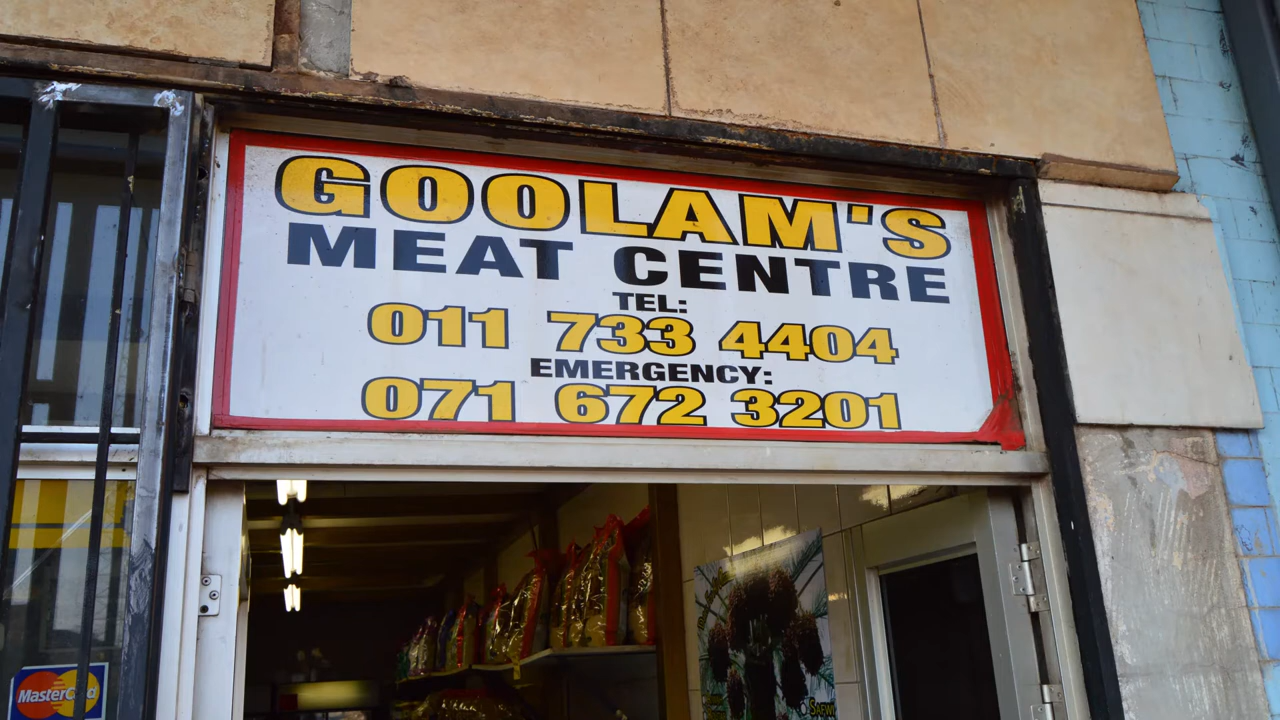 GOOLAM'S
MEAT CENTRE
TEL:
011 733 4404
EMERGENCY:
071 672 3201
MasterCard